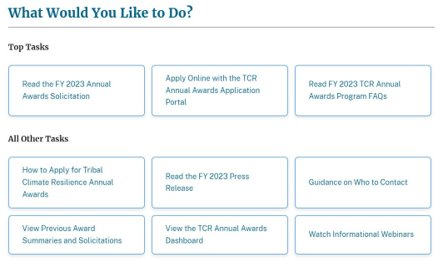 What Would You Like to Do?
Top Tasks
Read the FY 2023 Annual
Awards Solicitation
Apply Online with the TCR
Annual Awards Application
Portal
Read FY 2023 TCR Annual
Awards Program FAQs
All Other Tasks
How to Apply for Tribal
Climate Resilience Annual
Awards
Read the FY 2023 Press
Release
Guidance on Who to Contact
View Previous Award
Summaries and Solicitations
View the TCR Annual Awards
Dashboard
Watch Informational Webinars